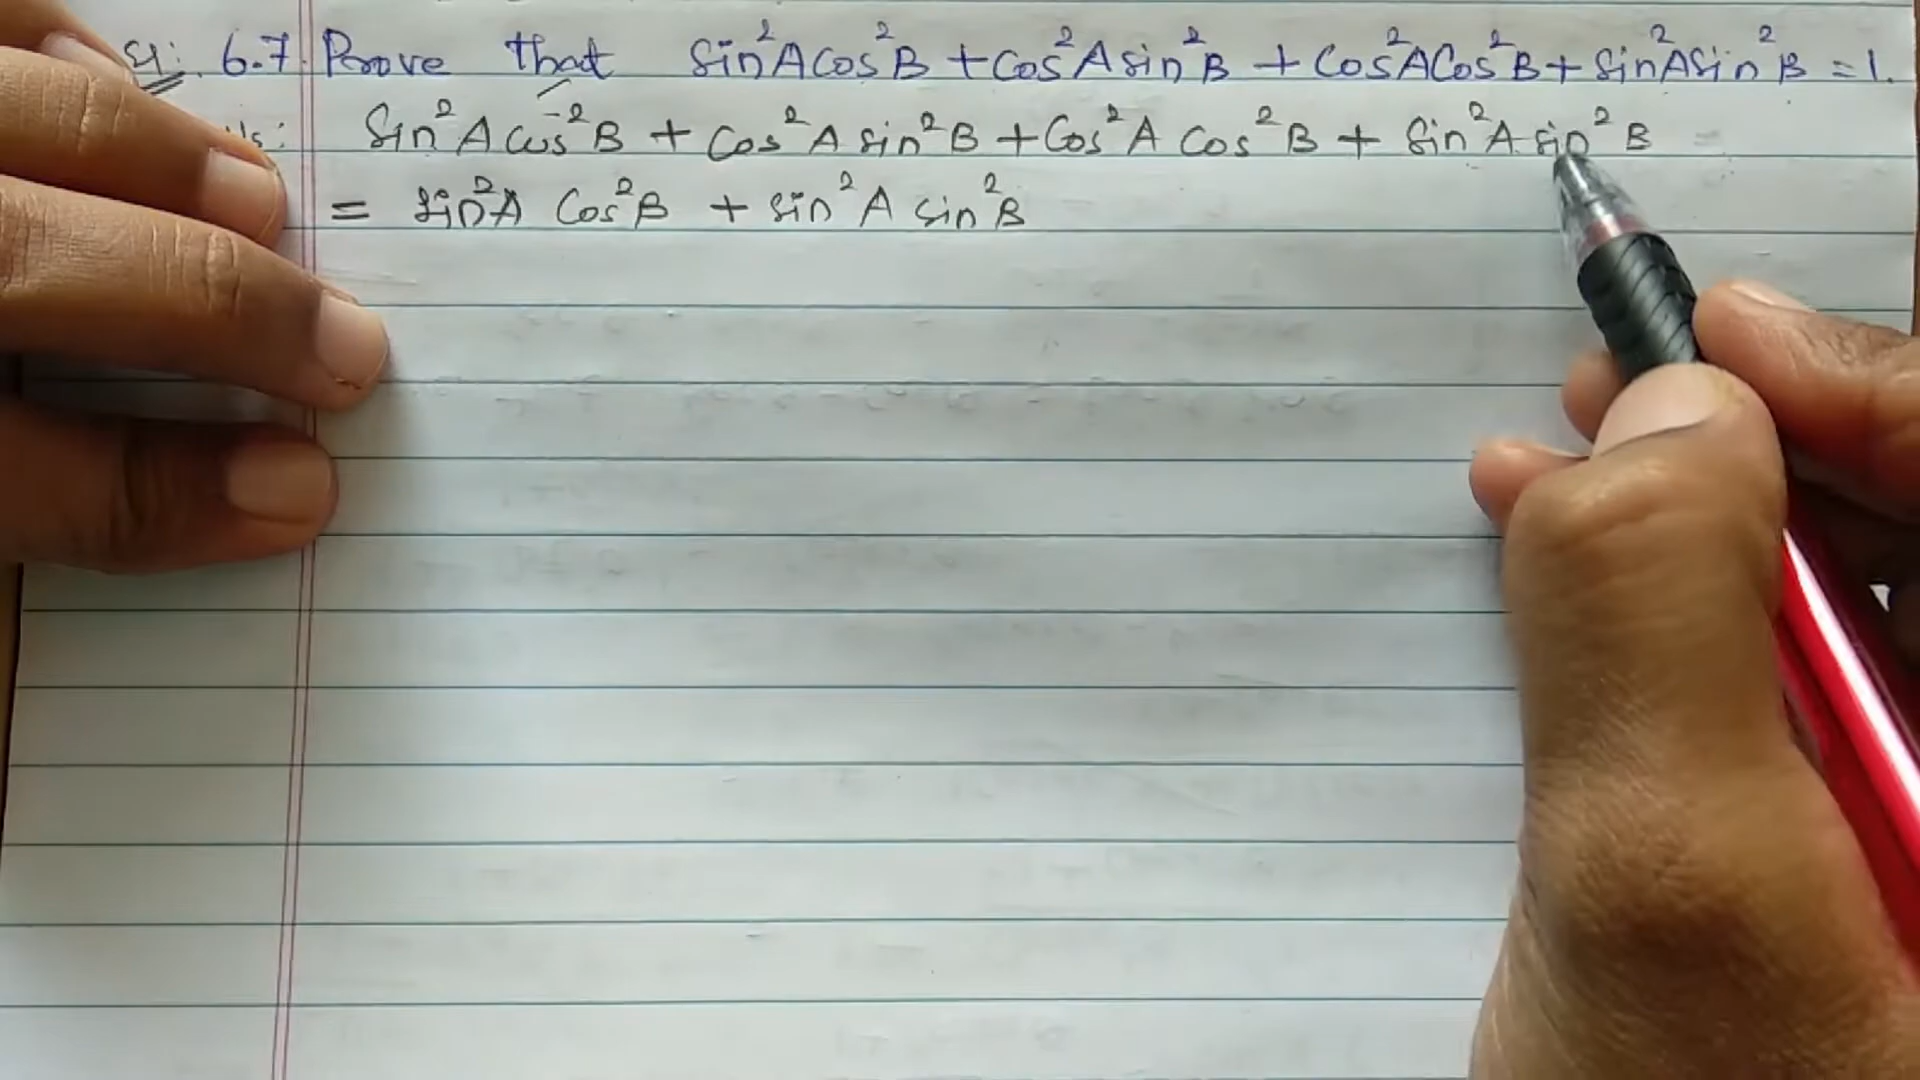 6.7 Prove that Sin²A Cos²B + Cos²A sin²B + Cos²A Cos²B + Sin²A Sin²B = 1.
Sin²A Cos²B + Cos²A sin²B + Cos²A Cos²B + Sin²A sin²B =
= sin²A Cos²B + sin²A sin²B